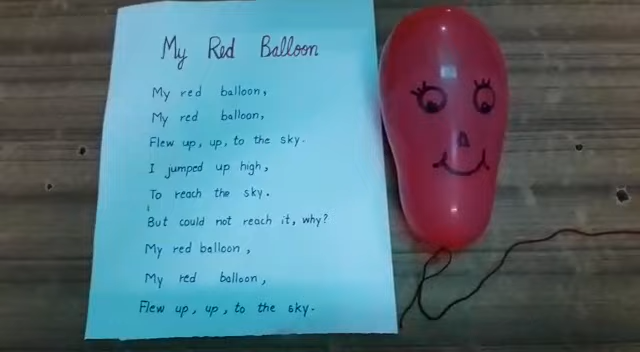 My Red Balloon
My red balloon,
My red balloon,
Flew up, up, to the sky.
I jumped up high,
To reach the sky.
But could not reach it, why?
My red balloon,
My red balloon,
Flew up, up, to the sky.